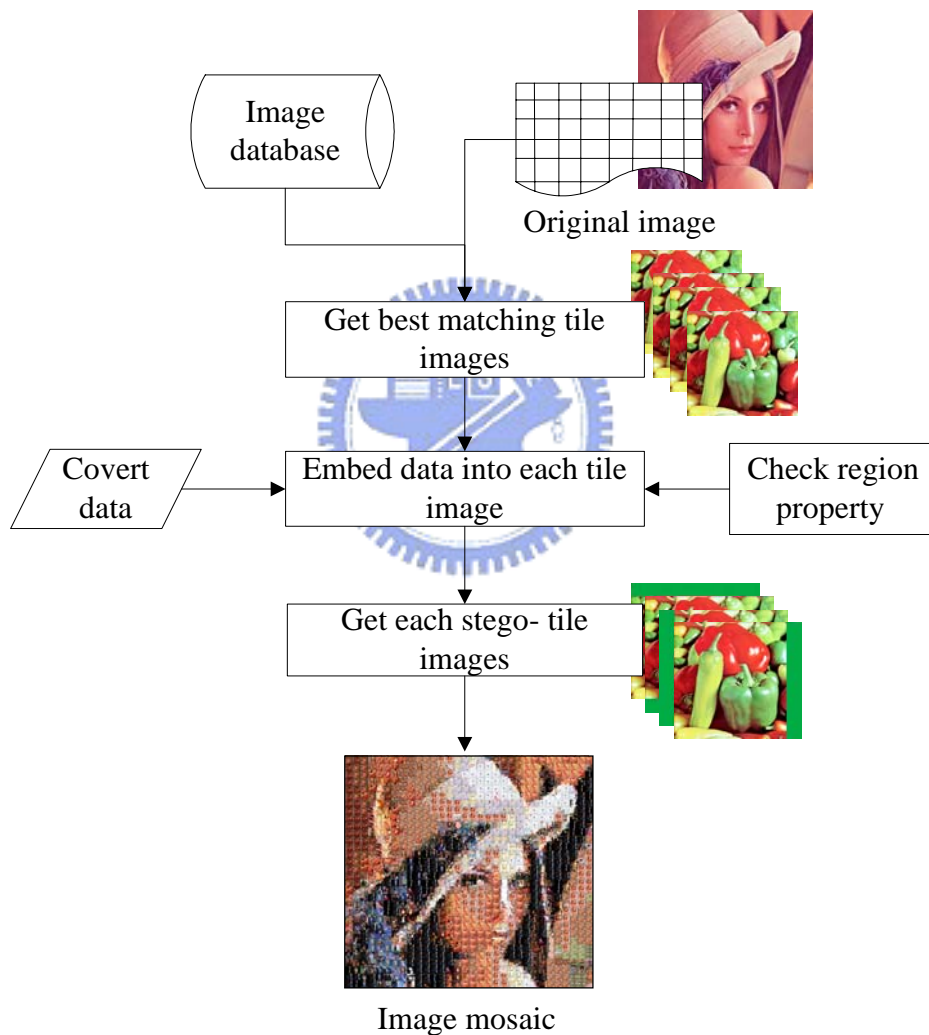 Image
database
Original image
Get best matching tile
images
Covert
data
Embed data into each tile
image
Check region
property
Get each stego- tile
images
Image mosaic